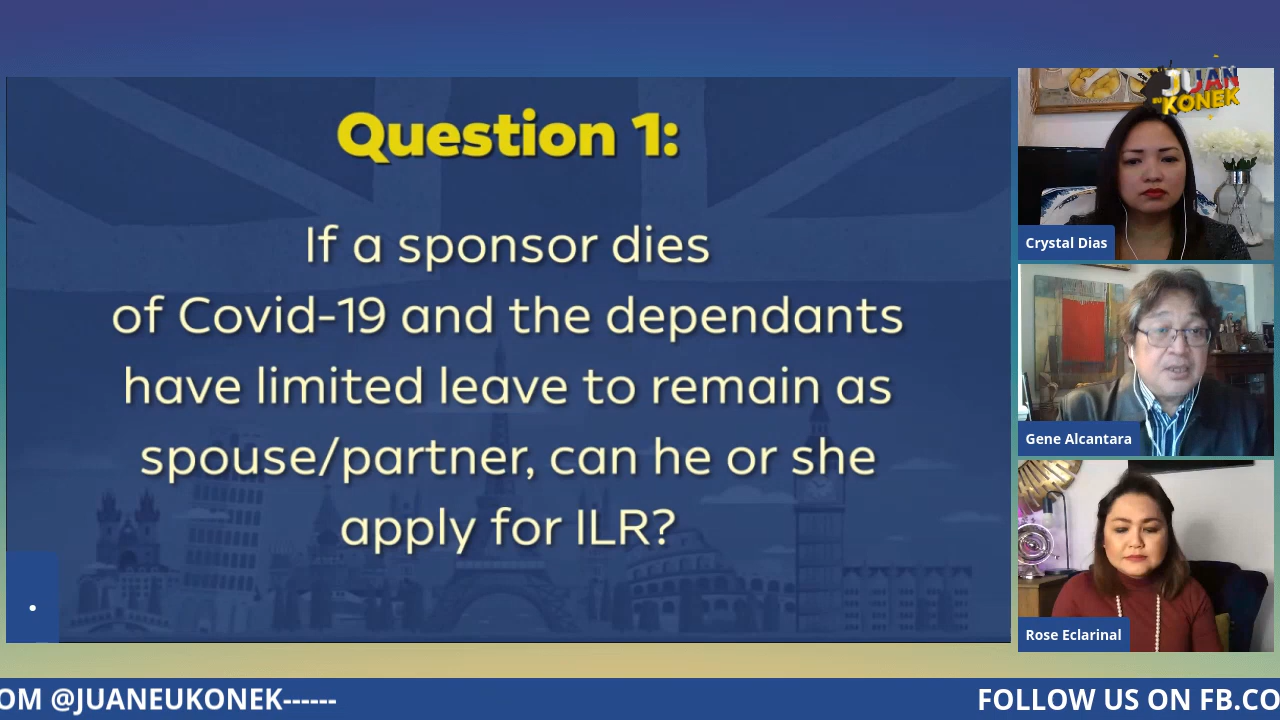 Question 1:
If a sponsor dies
of Covid-19 and the dependants
have limited leave to remain as
spouse/partner, can he or she
apply for ILR?
.
JUAN
EU KONEK
Crystal Dias
Gene Alcantara
Rose Eclarinal
OM @JUANEUKONEK------ FOLLOW US ON FB.CO